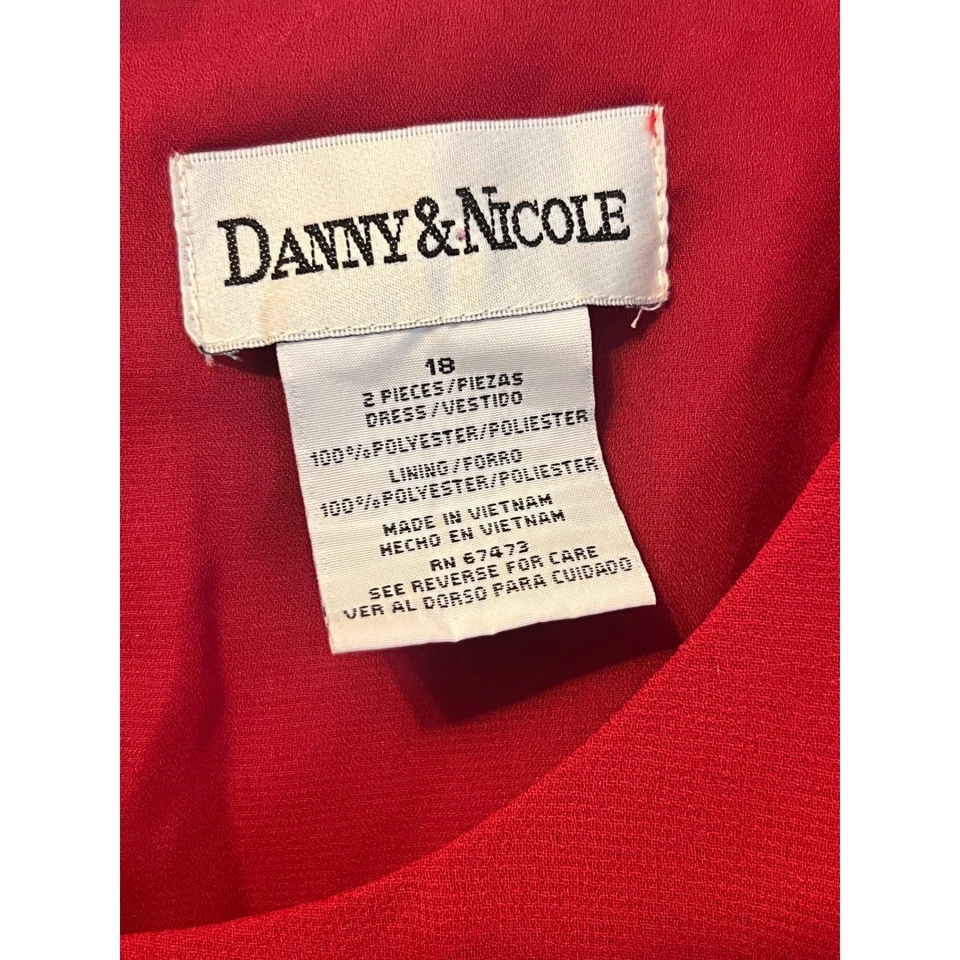 DANNY & NICOLE
18
2 PIECES/PIEZAS
DRESS/VESTIDO
100%POLYESTER/POLIESTER
LINING/FORRO
100%POLYESTER/POLIESTER
MADE IN VIETNAM
HECHO EN VIETNAM
RN 67473
SEE REVERSE FOR CARE
VER AL DORSO PARA CUIDADO